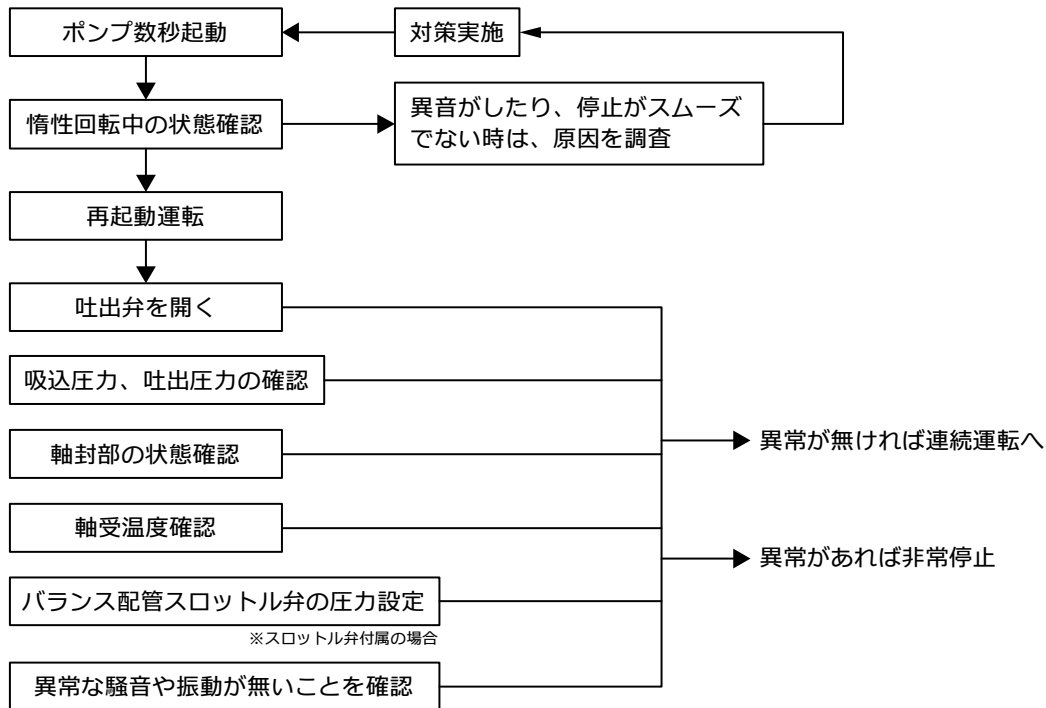 ポンプ数秒起動
対策実施
惰性回転中の状態確認
異音がしたり、停止がスムーズ
でない時は、原因を調査
再起動運転
吐出弁を開く
吸込圧力、吐出圧力の確認
軸封部の状態確認
軸受温度確認
バランス配管スロットル弁の圧力設定
※スロットル弁付属の場合
異常な騒音や振動が無いことを確認
異常が無ければ連続運転へ
異常があれば非常停止